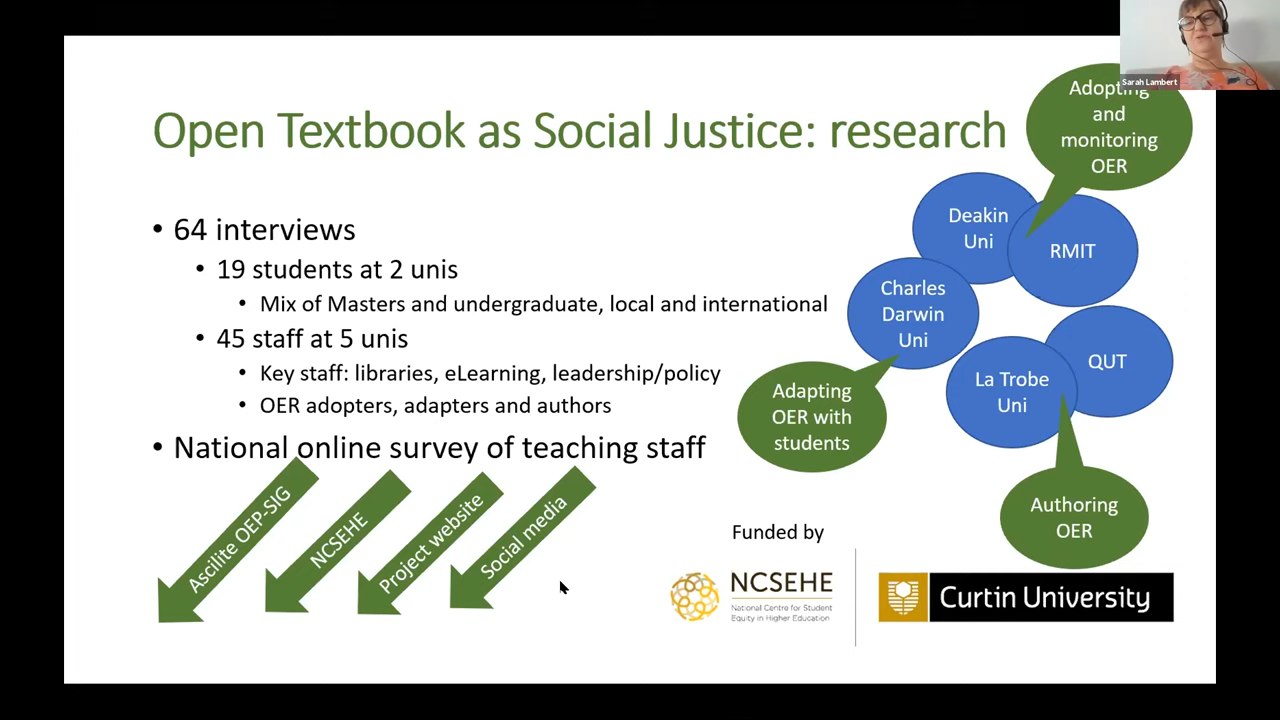 Sarah Lambert
Open Textbook as Social Justice: research
Adopting
and
monitoring
OER
• 64 interviews
• 19 students at 2 unis
• Mix of Masters and undergraduate, local and international
• 45 staff at 5 unis
• Key staff: libraries, eLearning, leadership/policy
• OER adopters, adapters and authors
• National online survey of teaching staff
Deakin
Uni
RMIT
Charles
Darwin
Uni
QUT
La Trobe
Uni
Adapting
OER with
students
Authoring
OER
Ascilite OEP-SIG
NCSEHE
Project website
Social media
Funded by
NCSEHE
National Centre for Student
Equity in Higher Education
Curtin University